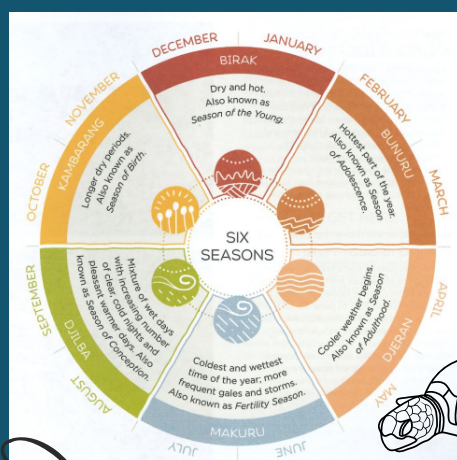 DECEMBER
JANUARY
BIRAK
Dry and hot.
Also known as
Season of the Young.
FEBRUARY
MARCH
BUNURU
Hottest part of the year.
Also known as Season
of Adolescence.
APRIL
MAY
DJERAN
Cooler weather begins.
Also known as Season
of Adulthood.
JUNE
JULY
MAKURU
Coldest and wettest
time of the year; more
frequent gales and storms.
Also known as Fertility Season.
AUGUST
SEPTEMBER
DJILBA
Mixture of wet days
with increasing number
of clear, cold nights and
pleasant warmer days. Also
known as Season of Conception.
OCTOBER
NOVEMBER
KAMBARANG
Longer dry periods.
Also known as
Season of Birth.
SIX
SEASONS